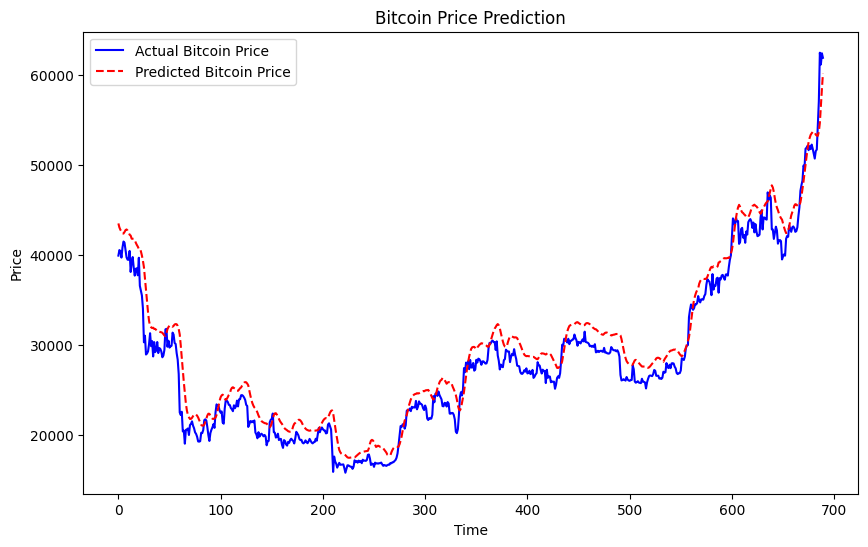 Bitcoin Price Prediction
Actual Bitcoin Price
Predicted Bitcoin Price
Price
60000
50000
40000
30000
20000
0 100 200 300 400 500 600 700
Time